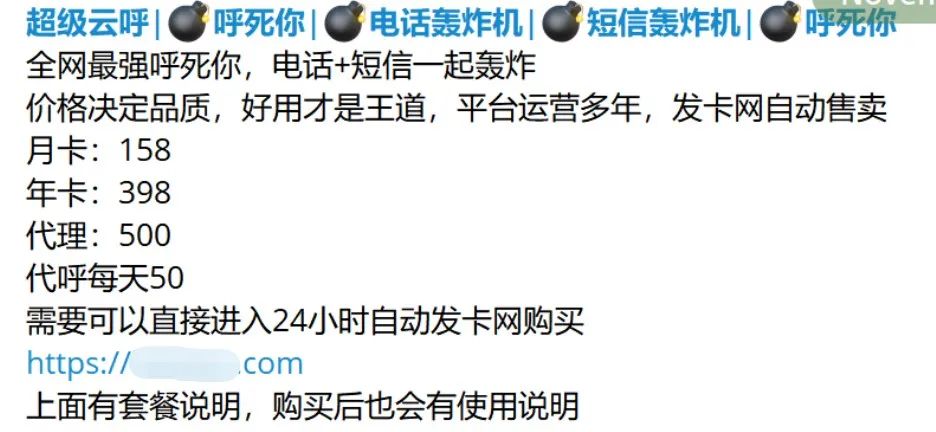 Novem
超级云呼|💣呼死你|💣电话轰炸机|💣短信轰炸机|💣呼死你
全网最强呼死你，电话+短信一起轰炸
价格决定品质，好用才是王道，平台运营多年，发卡网自动售卖
月卡：158
年卡：398
代理：500
代呼每天50
需要可以直接进入24小时自动发卡网购买
https://.com
上面有套餐说明，购买后也会有使用说明